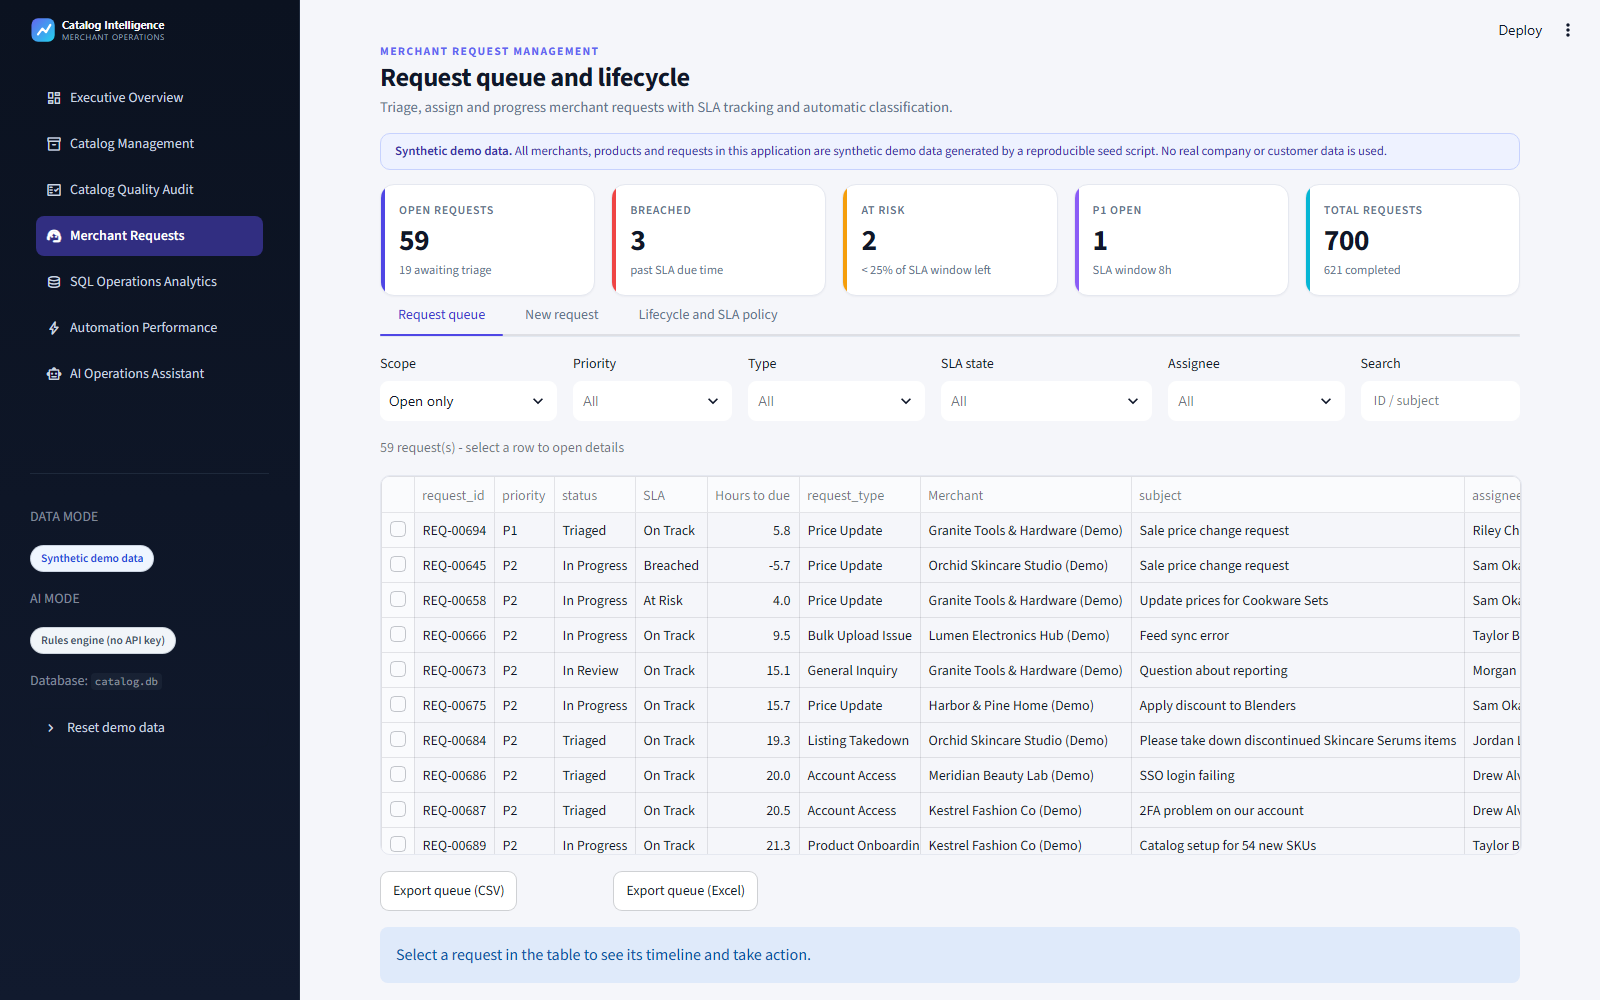 Catalog Intelligence
MERCHANT OPERATIONS
Executive Overview
Catalog Management
Catalog Quality Audit
Merchant Requests
SQL Operations Analytics
Automation Performance
AI Operations Assistant
DATA MODE
Synthetic demo data
AI MODE
Rules engine (no API key)
Database: catalog.db
Reset demo data
Deploy
MERCHANT REQUEST MANAGEMENT
Request queue and lifecycle
Triage, assign and progress merchant requests with SLA tracking and automatic classification.
Synthetic demo data. All merchants, products and requests in this application are synthetic demo data generated by a reproducible seed script. No real company or customer data is used.
OPEN REQUESTS
59
19 awaiting triage
BREACHED
3
past SLA due time
AT RISK
2
< 25% of SLA window left
P1 OPEN
1
SLA window 8h
TOTAL REQUESTS
700
621 completed
Request queue New request Lifecycle and SLA policy
Scope Priority Type SLA state Assignee Search
Open only All All All All ID / subject
59 request(s) - select a row to open details
request_id priority status SLA Hours to due request_type Merchant subject assignee
REQ-00694 P1 Triaged On Track 5.8 Price Update Granite Tools & Hardware (Demo) Sale price change request Riley Ch
REQ-00645 P2 In Progress Breached -5.7 Price Update Orchid Skincare Studio (Demo) Sale price change request Sam Oka
REQ-00658 P2 In Progress At Risk 4.0 Price Update Granite Tools & Hardware (Demo) Update prices for Cookware Sets Sam Oka
REQ-00666 P2 In Progress On Track 9.5 Bulk Upload Issue Lumen Electronics Hub (Demo) Feed sync error Taylor B
REQ-00673 P2 In Review On Track 15.1 General Inquiry Granite Tools & Hardware (Demo) Question about reporting Morgan
REQ-00675 P2 In Progress On Track 15.7 Price Update Harbor & Pine Home (Demo) Apply discount to Blenders Sam Oka
REQ-00684 P2 Triaged On Track 19.3 Listing Takedown Orchid Skincare Studio (Demo) Please take down discontinued Skincare Serums items Jordan L
REQ-00686 P2 Triaged On Track 20.0 Account Access Meridian Beauty Lab (Demo) SSO login failing Drew Alv
REQ-00687 P2 Triaged On Track 20.5 Account Access Kestrel Fashion Co (Demo) 2FA problem on our account Drew Alv
REQ-00689 P2 In Progress On Track 21.3 Product Onboardin Kestrel Fashion Co (Demo) Catalog setup for 54 new SKUs Taylor B
Export queue (CSV) Export queue (Excel)
Select a request in the table to see its timeline and take action.